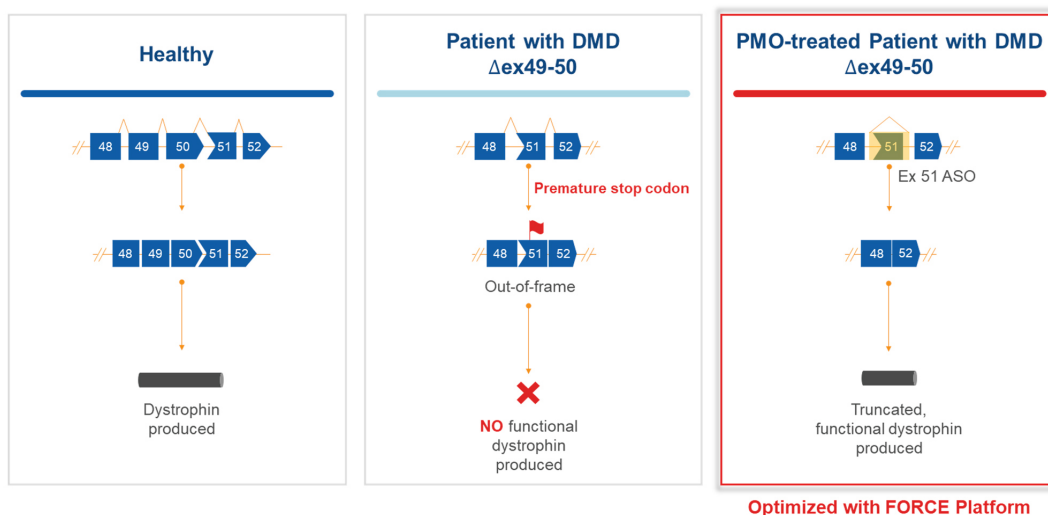 Healthy
48 49 50 51 52
48 49 50 51 52
Dystrophin
produced
Patient with DMD
Δex49-50
48 51 52
Premature stop codon
48 51 52
Out-of-frame
NO functional
dystrophin
produced
PMO-treated Patient with DMD
Δex49-50
48 51 52
Ex 51 ASO
48 52
Truncated,
functional dystrophin
produced
Optimized with FORCE Platform